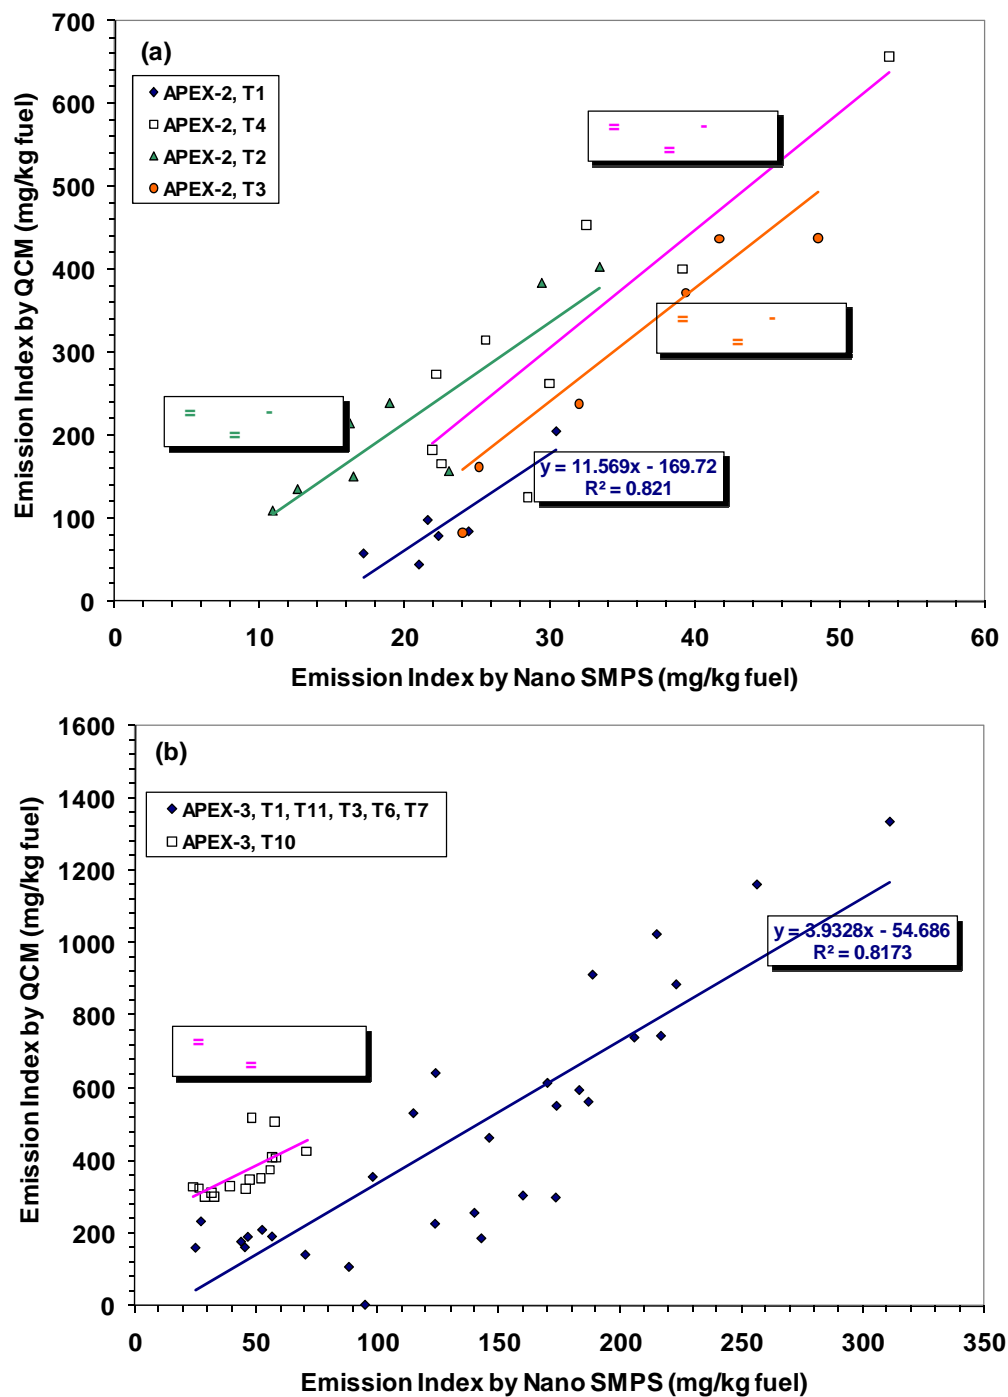 700
600
500
400
300
200
100
0
Emission Index by QCM (mg/kg fuel)
(a)
APEX-2, T1
APEX-2, T4
APEX-2, T2
APEX-2, T3
= -
=
= -
=
= -
=
y = 11.569x - 169.72
R² = 0.821
0 10 20 30 40 50 60
Emission Index by Nano SMPS (mg/kg fuel)
1600
1400
1200
1000
800
600
400
200
0
Emission Index by QCM (mg/kg fuel)
(b)
APEX-3, T1, T11, T3, T6, T7
APEX-3, T10
y = 3.9328x - 54.686
R² = 0.8173
=
=
0 50 100 150 200 250 300 350
Emission Index by Nano SMPS (mg/kg fuel)